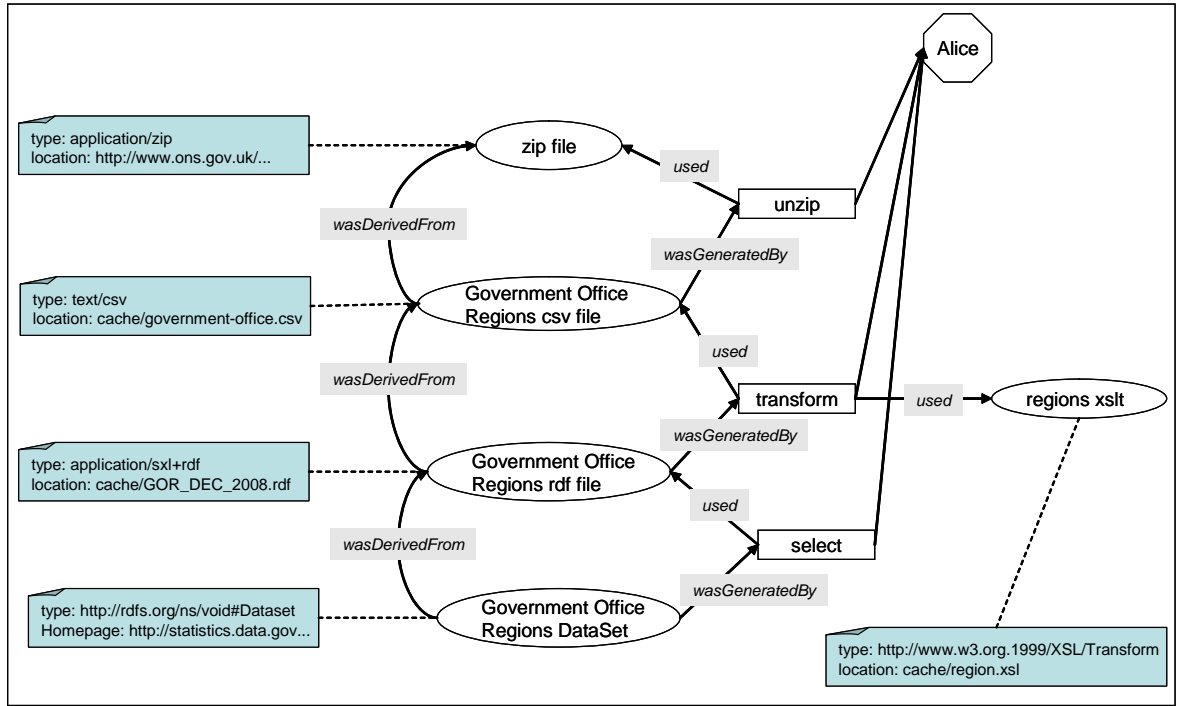 Alice
type: application/zip
location: http://www.ons.gov.uk/...
zip file
used
unzip
wasDerivedFrom
wasGeneratedBy
type: text/csv
location: cache/government-office.csv
Government Office
Regions csv file
used
wasDerivedFrom
transform
used
regions xslt
wasGeneratedBy
type: application/sxl+rdf
location: cache/GOR_DEC_2008.rdf
Government Office
Regions rdf file
used
wasDerivedFrom
select
wasGeneratedBy
type: http://rdfs.org/ns/void#Dataset
Homepage: http://statistics.data.gov...
Government Office
Regions DataSet
type: http://www.w3.org.1999/XSL/Transform
location: cache/region.xsl